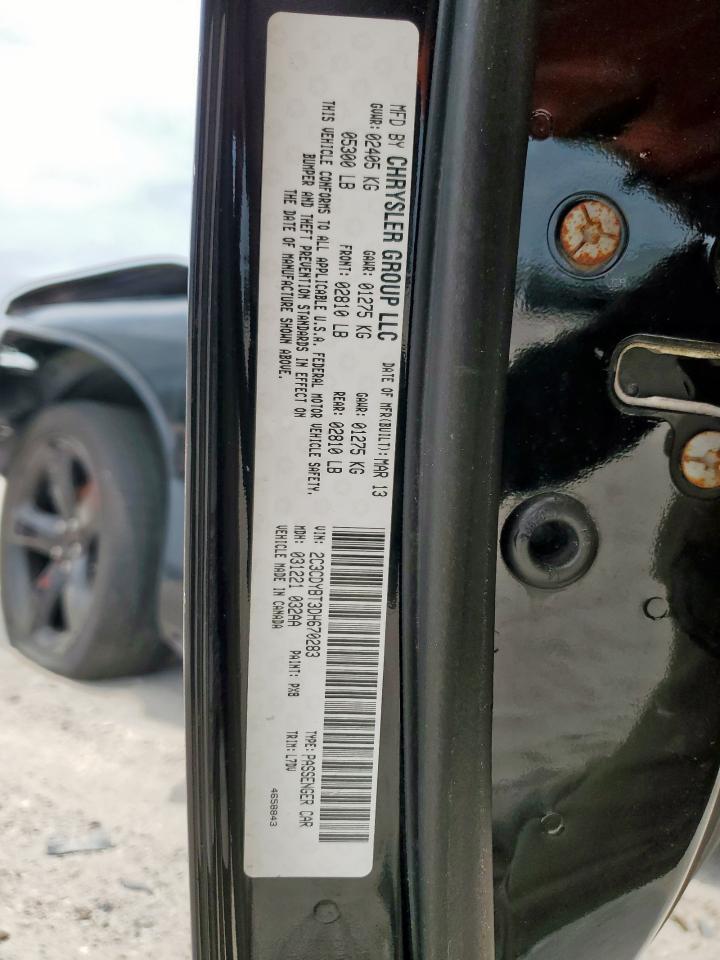 MFD BY CHRYSLER GROUP LLC DATE OF MFR(BUILT): MAR 13
GVWR: 02405 KG GAWR: 01275 KG GAWR: 01275 KG
05300 LB FRONT: 02810 LB REAR: 02810 LB
THIS VEHICLE CONFORMS TO ALL APPLICABLE U.S.A. FEDERAL MOTOR VEHICLE SAFETY,
BUMPER AND THEFT PREVENTION STANDARDS IN EFFECT ON
THE DATE OF MANUFACTURE SHOWN ABOVE.
VIN: 2C3CDYBT3DH670283 TYPE: PASSENGER CAR
MDH: 031221 032AA PAINT: PX8 TRIM: L7DV
VEHICLE MADE IN CANADA
4658843